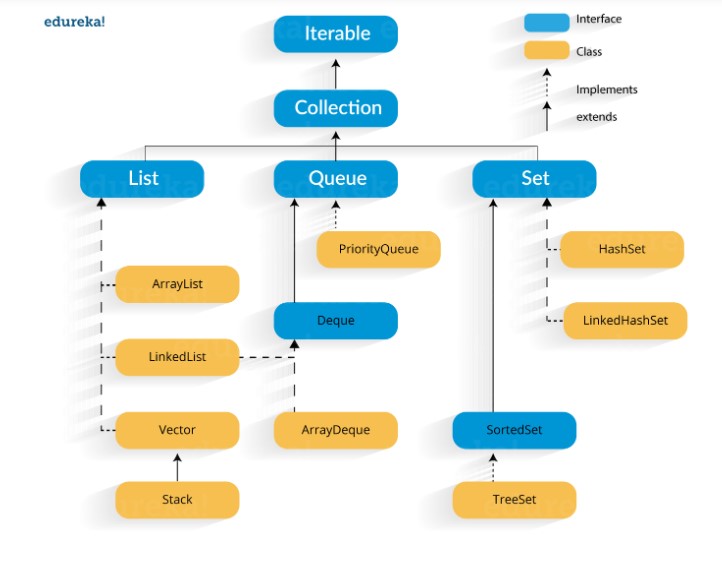 edureka!
Iterable
Interface
Class
Collection
Implements
extends
List
Queue
Set
PriorityQueue
HashSet
ArrayList
Deque
LinkedHashSet
LinkedList
Vector
ArrayDeque
SortedSet
Stack
TreeSet